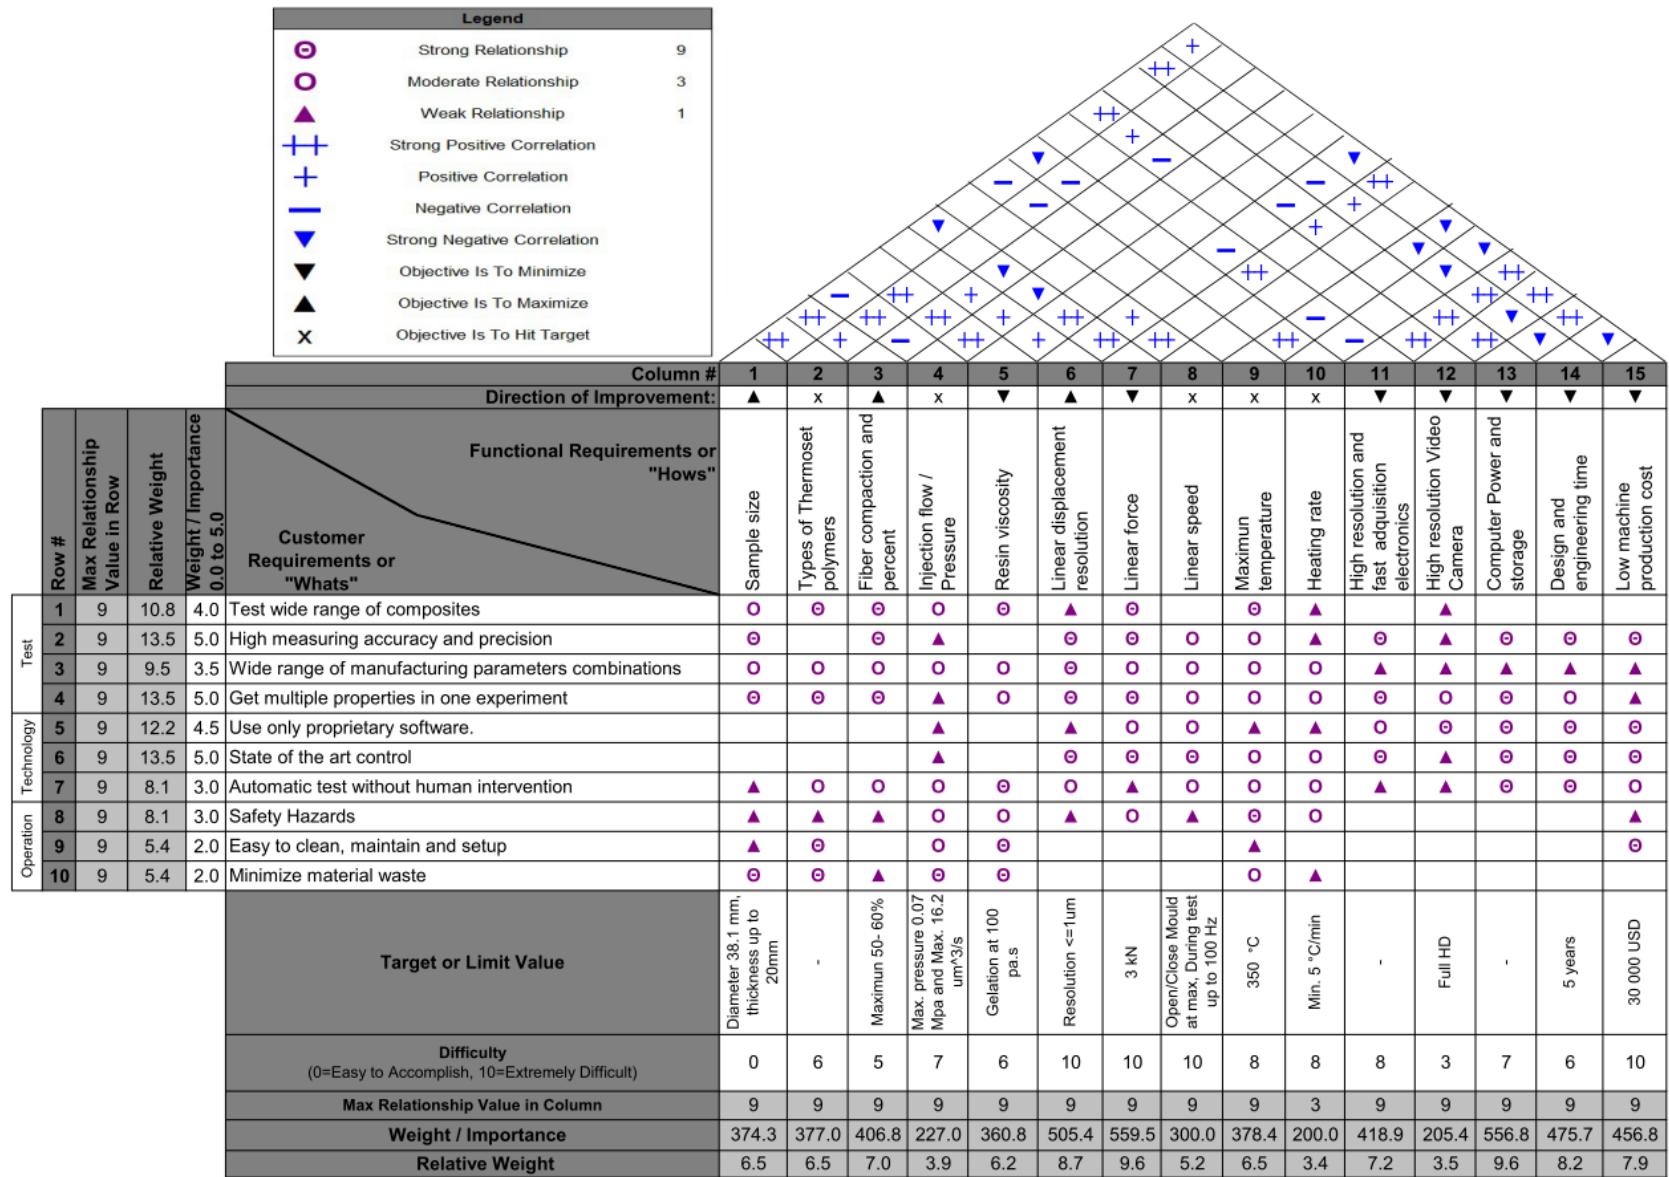 Legend
Strong Relationship 9
Moderate Relationship 3
Weak Relationship 1
Strong Positive Correlation
Positive Correlation
Negative Correlation
Strong Negative Correlation
Objective Is To Minimize
Objective Is To Maximize
x Objective Is To Hit Target
Column # 1 2 3 4 5 6 7 8 9 10 11 12 13 14 15
Direction of Improvement: x x x x x
Row #
Max Relationship
Value in Row
Relative Weight
Weight / Importance
0.0 to 5.0
Functional Requirements or
"Hows"
Customer
Requirements or
"Whats"
Sample size
Types of Thermoset
polymers
Fiber compaction and
percent
Injection flow /
Pressure
Resin viscosity
Linear displacement
resolution
Linear force
Linear speed
Maximun
temperature
Heating rate
High resolution and
fast adquisition
electronics
High resolution Video
Camera
Computer Power and
storage
Design and
engineering time
Low machine
production cost
Test
1 9 10.8 4.0 Test wide range of composites
2 9 13.5 5.0 High measuring accuracy and precision
3 9 9.5 3.5 Wide range of manufacturing parameters combinations
4 9 13.5 5.0 Get multiple properties in one experiment
Technology
5 9 12.2 4.5 Use only proprietary software.
6 9 13.5 5.0 State of the art control
7 9 8.1 3.0 Automatic test without human intervention
Operation
8 9 8.1 3.0 Safety Hazards
9 9 5.4 2.0 Easy to clean, maintain and setup
10 9 5.4 2.0 Minimize material waste
Target or Limit Value
Diameter 38.1 mm,
thickness up to
20mm
-
Maximun 50- 60%
Max. pressure 0.07
Mpa and Max. 16.2
um^3/s
Gelation at 100
pa.s
Resolution <=1um
3 kN
Open/Close Mould
at max, During test
up to 100 Hz
350 °C
Min. 5 °C/min
-
Full HD
-
5 years
30 000 USD
Difficulty
(0=Easy to Accomplish, 10=Extremely Difficult)
0 6 5 7 6 10 10 10 8 8 8 3 7 6 10
Max Relationship Value in Column 9 9 9 9 9 9 9 9 9 3 9 9 9 9 9
Weight / Importance 374.3 377.0 406.8 227.0 360.8 505.4 559.5 300.0 378.4 200.0 418.9 205.4 556.8 475.7 456.8
Relative Weight 6.5 6.5 7.0 3.9 6.2 8.7 9.6 5.2 6.5 3.4 7.2 3.5 9.6 8.2 7.9